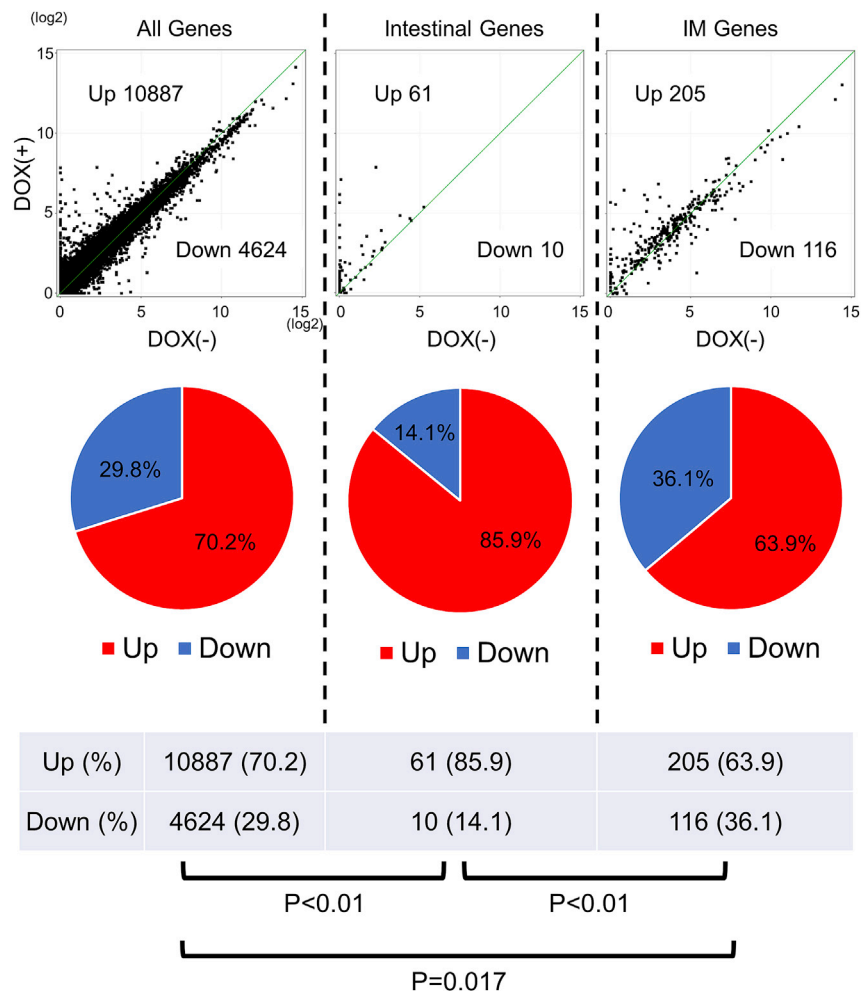 (log2)
All Genes
Intestinal Genes
IM Genes
15
10
5
0
DOX(+)
Up 10887
Down 4624
Up 61
Down 10
Up 205
Down 116
0 5 10 15
0 5 10 15
0 5 10 15
(log2)
DOX(-)
DOX(-)
DOX(-)
29.8%
70.2%
14.1%
85.9%
36.1%
63.9%
Up Down
Up Down
Up Down
Up (%) 10887 (70.2) 61 (85.9) 205 (63.9)
Down (%) 4624 (29.8) 10 (14.1) 116 (36.1)
P<0.01
P<0.01
P=0.017